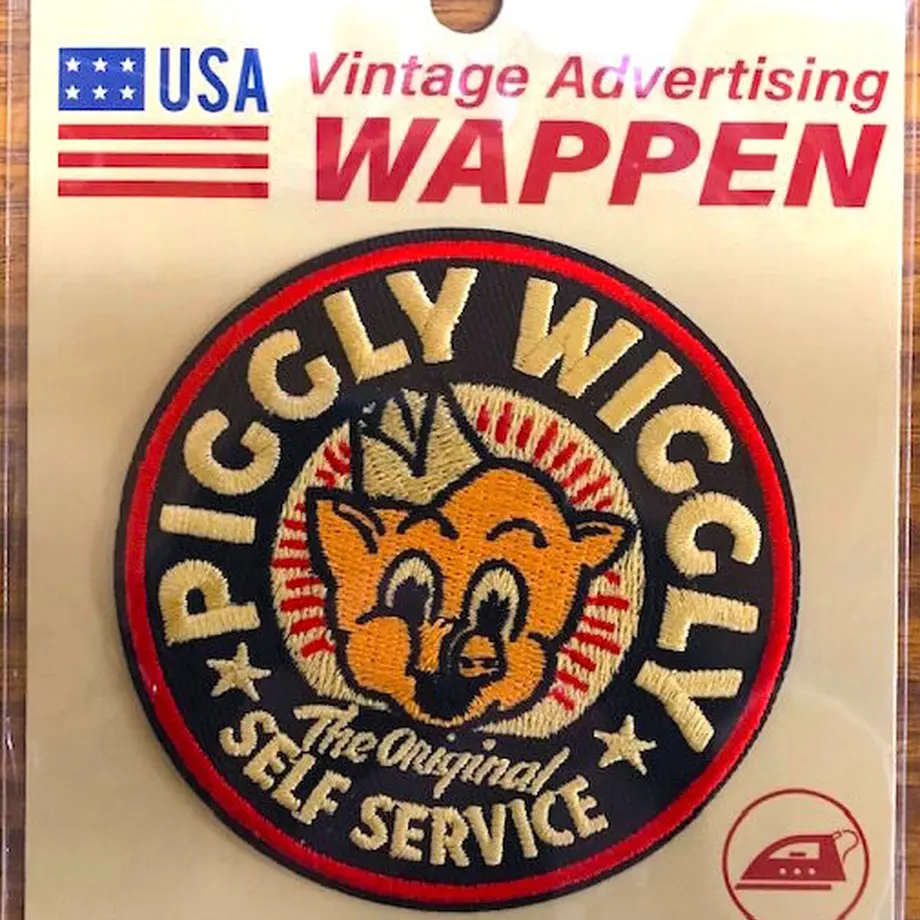 USA
Vintage Advertising
WAPPEN
PIGGLY WIGGLY
The Original
SELF SERVICE